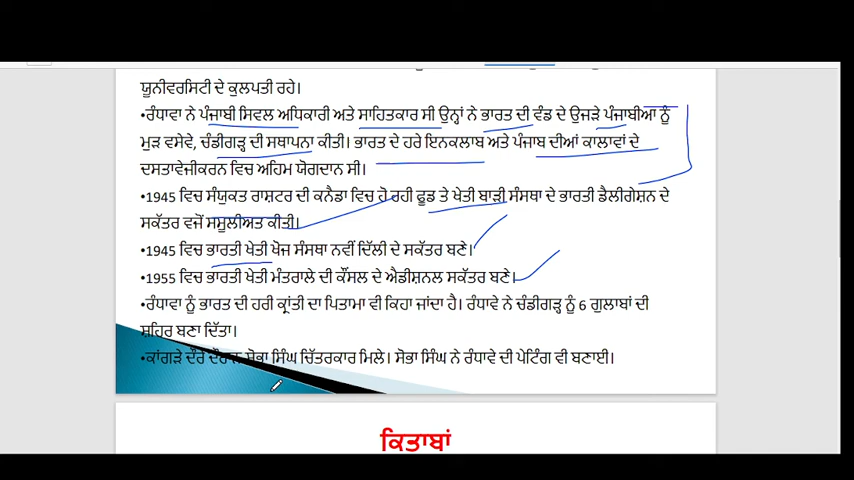 ਯੂਨੀਵਰਸਿਟੀ ਦੇ ਕੁਲਪਤੀ ਰਹੇ।
•ਰੰਧਾਵਾ ਨੇ ਪੰਜਾਬੀ ਸਿਵਲ ਅਧਿਕਾਰੀ ਅਤੇ ਸਾਹਿਤਕਾਰ ਸੀ ਉਨ੍ਹਾਂ ਨੇ ਭਾਰਤ ਦੀ ਵੰਡ ਦੇ ਉਜੜੇ ਪੰਜਾਬੀਆਂ ਨੂੰ
ਮੁੜ ਵਸੇਵੇ, ਚੰਡੀਗੜ੍ਹ ਦੀ ਸਥਾਪਨਾ ਕੀਤੀ। ਭਾਰਤ ਦੇ ਹਰੇ ਇਨਕਲਾਬ ਅਤੇ ਪੰਜਾਬ ਦੀਆਂ ਕਾਲਾਵਾਂ ਦੇ
ਦਸਤਾਵੇਜੀਕਰਨ ਵਿਚ ਅਹਿਮ ਯੋਗਦਾਨ ਸੀ।
•1945 ਵਿਚ ਸੰਯੁਕਤ ਰਾਸ਼ਟਰ ਦੀ ਕਨੈਡਾ ਵਿਚ ਹੋ ਰਹੀ ਫੂਡ ਤੇ ਖੇਤੀ ਬਾੜੀ ਸੰਸਥਾ ਦੇ ਭਾਰਤੀ ਡੈਲੀਗੇਸ਼ਨ ਦੇ
ਸਕੱਤਰ ਵਜੋਂ ਸਮੂਲੀਅਤ ਕੀਤੀ।
•1945 ਵਿਚ ਭਾਰਤੀ ਖੇਤੀ ਖੋਜ ਸੰਸਥਾ ਨਵੀਂ ਦਿੱਲੀ ਦੇ ਸਕੱਤਰ ਬਣੇ।
•1955 ਵਿਚ ਭਾਰਤੀ ਖੇਤੀ ਮੰਤਰਾਲੇ ਦੀ ਕੌਂਸਲ ਦੇ ਐਡੀਸ਼ਨਲ ਸਕੱਤਰ ਬਣੇ।
•ਰੰਧਾਵਾ ਨੂੰ ਭਾਰਤ ਦੀ ਹਰੀ ਕ੍ਰਾਂਤੀ ਦਾ ਪਿਤਾਮਾ ਵੀ ਕਿਹਾ ਜਾਂਦਾ ਹੈ। ਰੰਧਾਵੇ ਨੇ ਚੰਡੀਗੜ੍ਹ ਨੂੰ 6 ਗੁਲਾਬਾਂ ਦੀ
ਸ਼ਹਿਰ ਬਣਾ ਦਿੱਤਾ।
•ਕਾਂਗੜੇ ਦੌਰੇ ਦੌਰਾਨ ਸੋਭਾ ਸਿੰਘ ਚਿੱਤਰਕਾਰ ਮਿਲੇ। ਸੋਭਾ ਸਿੰਘ ਨੇ ਰੰਧਾਵੇ ਦੀ ਪੇਟਿੰਗ ਵੀ ਬਣਾਈ।
ਕਿਤਾਬਾਂ